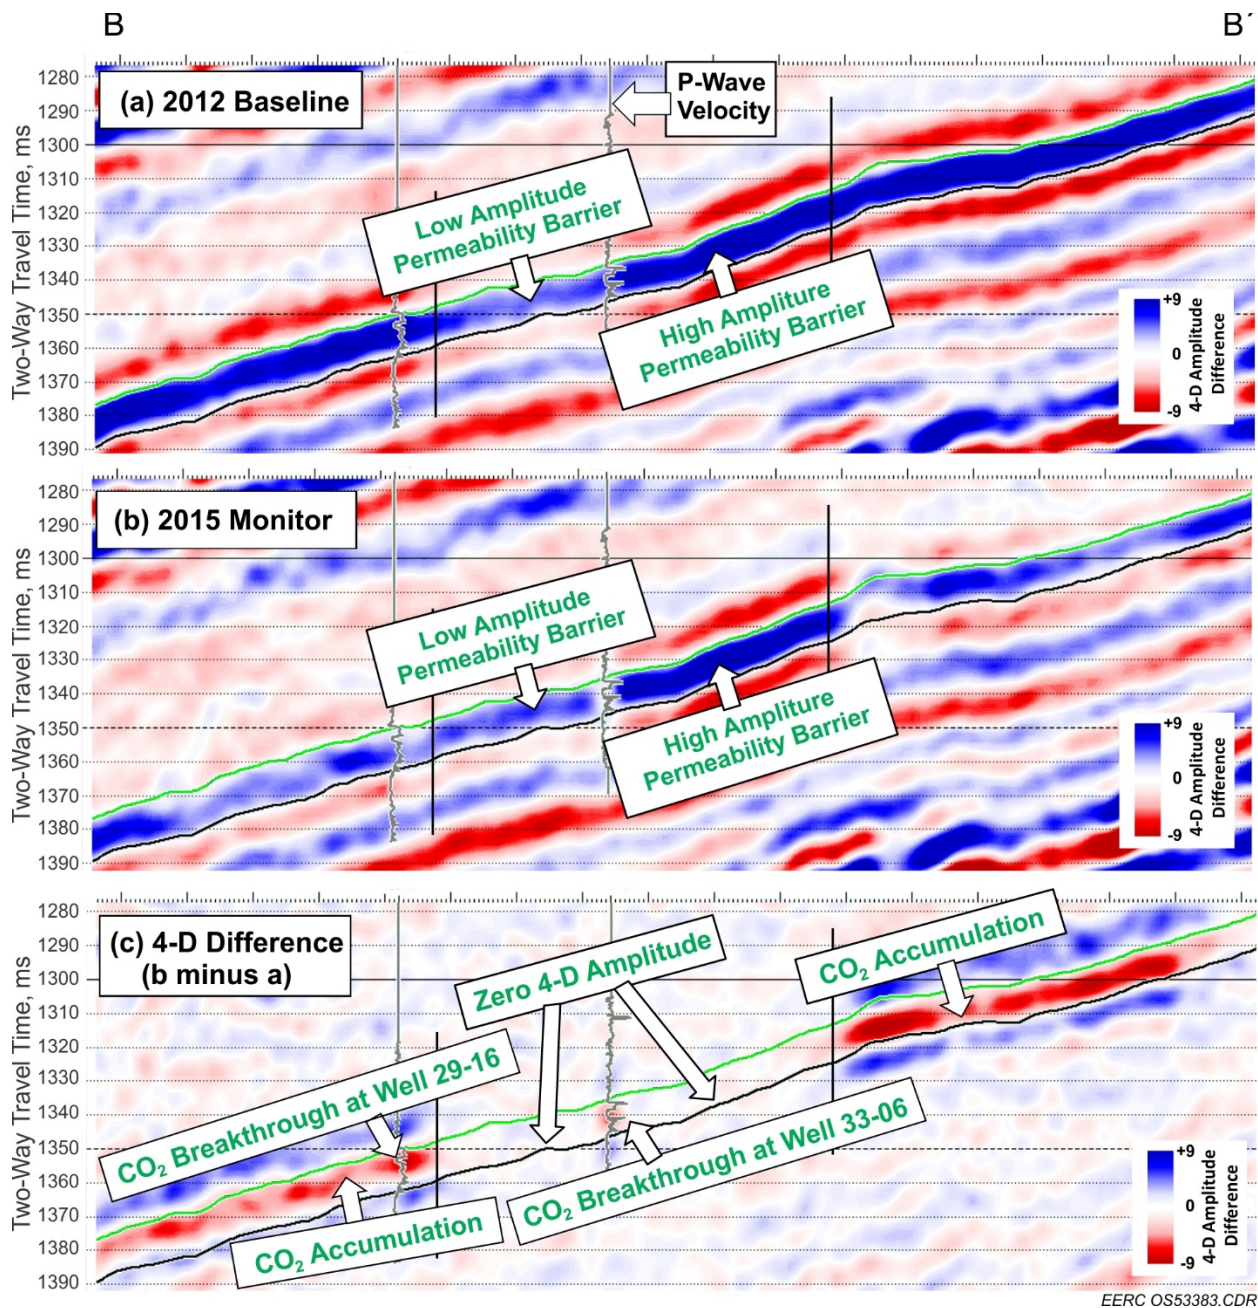 B
B´
1280
1290
1300
1310
1320
1330
1340
1350
1360
1370
1380
1390
Two-Way Travel Time, ms
(a) 2012 Baseline
P-Wave
Velocity
Low Amplitude
Permeability Barrier
High Ampliture
Permeability Barrier
+9
0
-9
4-D Amplitude
Difference
1280
1290
1300
1310
1320
1330
1340
1350
1360
1370
1380
1390
Two-Way Travel Time, ms
(b) 2015 Monitor
Low Amplitude
Permeability Barrier
High Ampliture
Permeability Barrier
+9
0
-9
4-D Amplitude
Difference
1280
1290
1300
1310
1320
1330
1340
1350
1360
1370
1380
1390
Two-Way Travel Time, ms
(c) 4-D Difference
(b minus a)
Zero 4-D Amplitude
CO₂ Accumulation
CO₂ Breakthrough at Well 29-16
CO₂ Breakthrough at Well 33-06
CO₂ Accumulation
+9
0
-9
4-D Amplitude
Difference
EERC OS53383.CDR